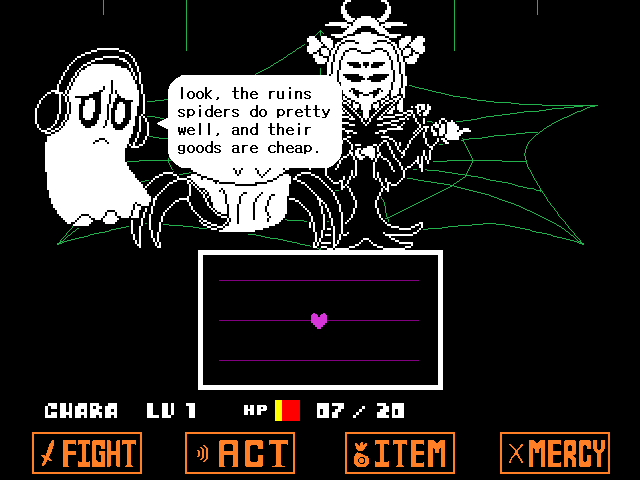 look, the ruins
spiders do pretty
well, and their
goods are cheap.
CHARA LV 1 HP 07 / 20
FIGHT ACT ITEM MERCY